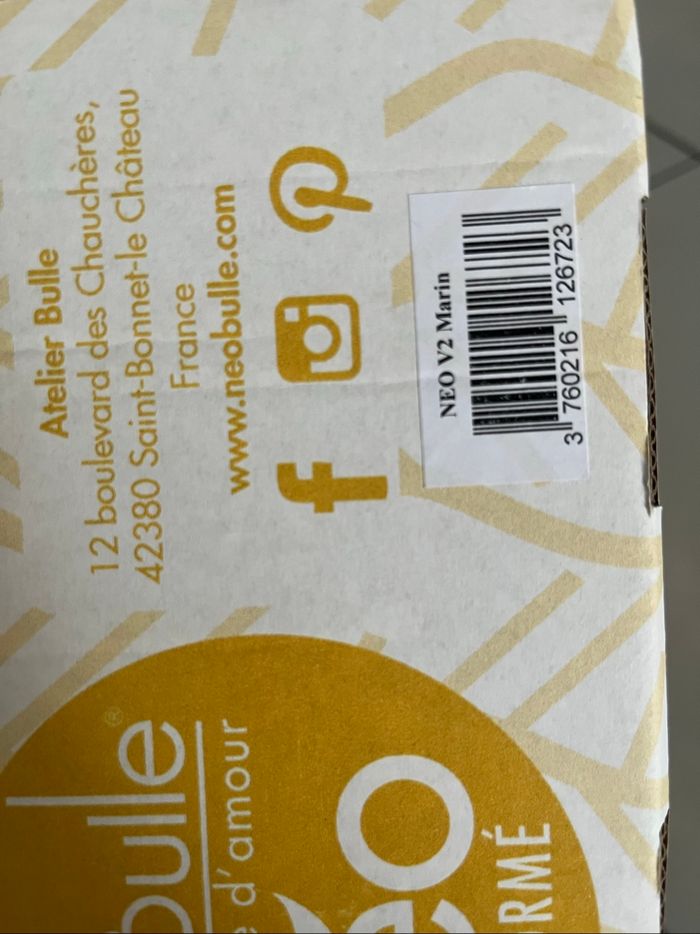 Atelier Bulle
12 boulevard des Chauchères,
42380 Saint-Bonnet-le Château
France
www.neobulle.com
NEO V2 Marin
3 760216 126723
bulle®
d'amour